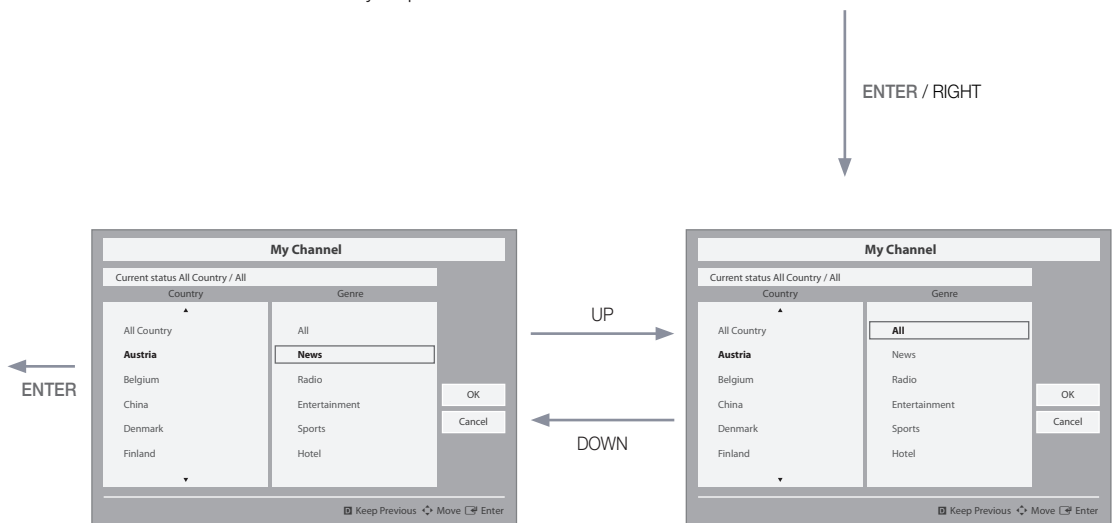 ENTER / RIGHT
My Channel
Current status All Country / All
Country Genre
All Country All
Austria News
Belgium Radio
China Entertainment
Denmark Sports
Finland Hotel
OK
Cancel
D Keep Previous Move Enter
ENTER
UP
DOWN
My Channel
Current status All Country / All
Country Genre
All Country All
Austria News
Belgium Radio
China Entertainment
Denmark Sports
Finland Hotel
OK
Cancel
D Keep Previous Move Enter